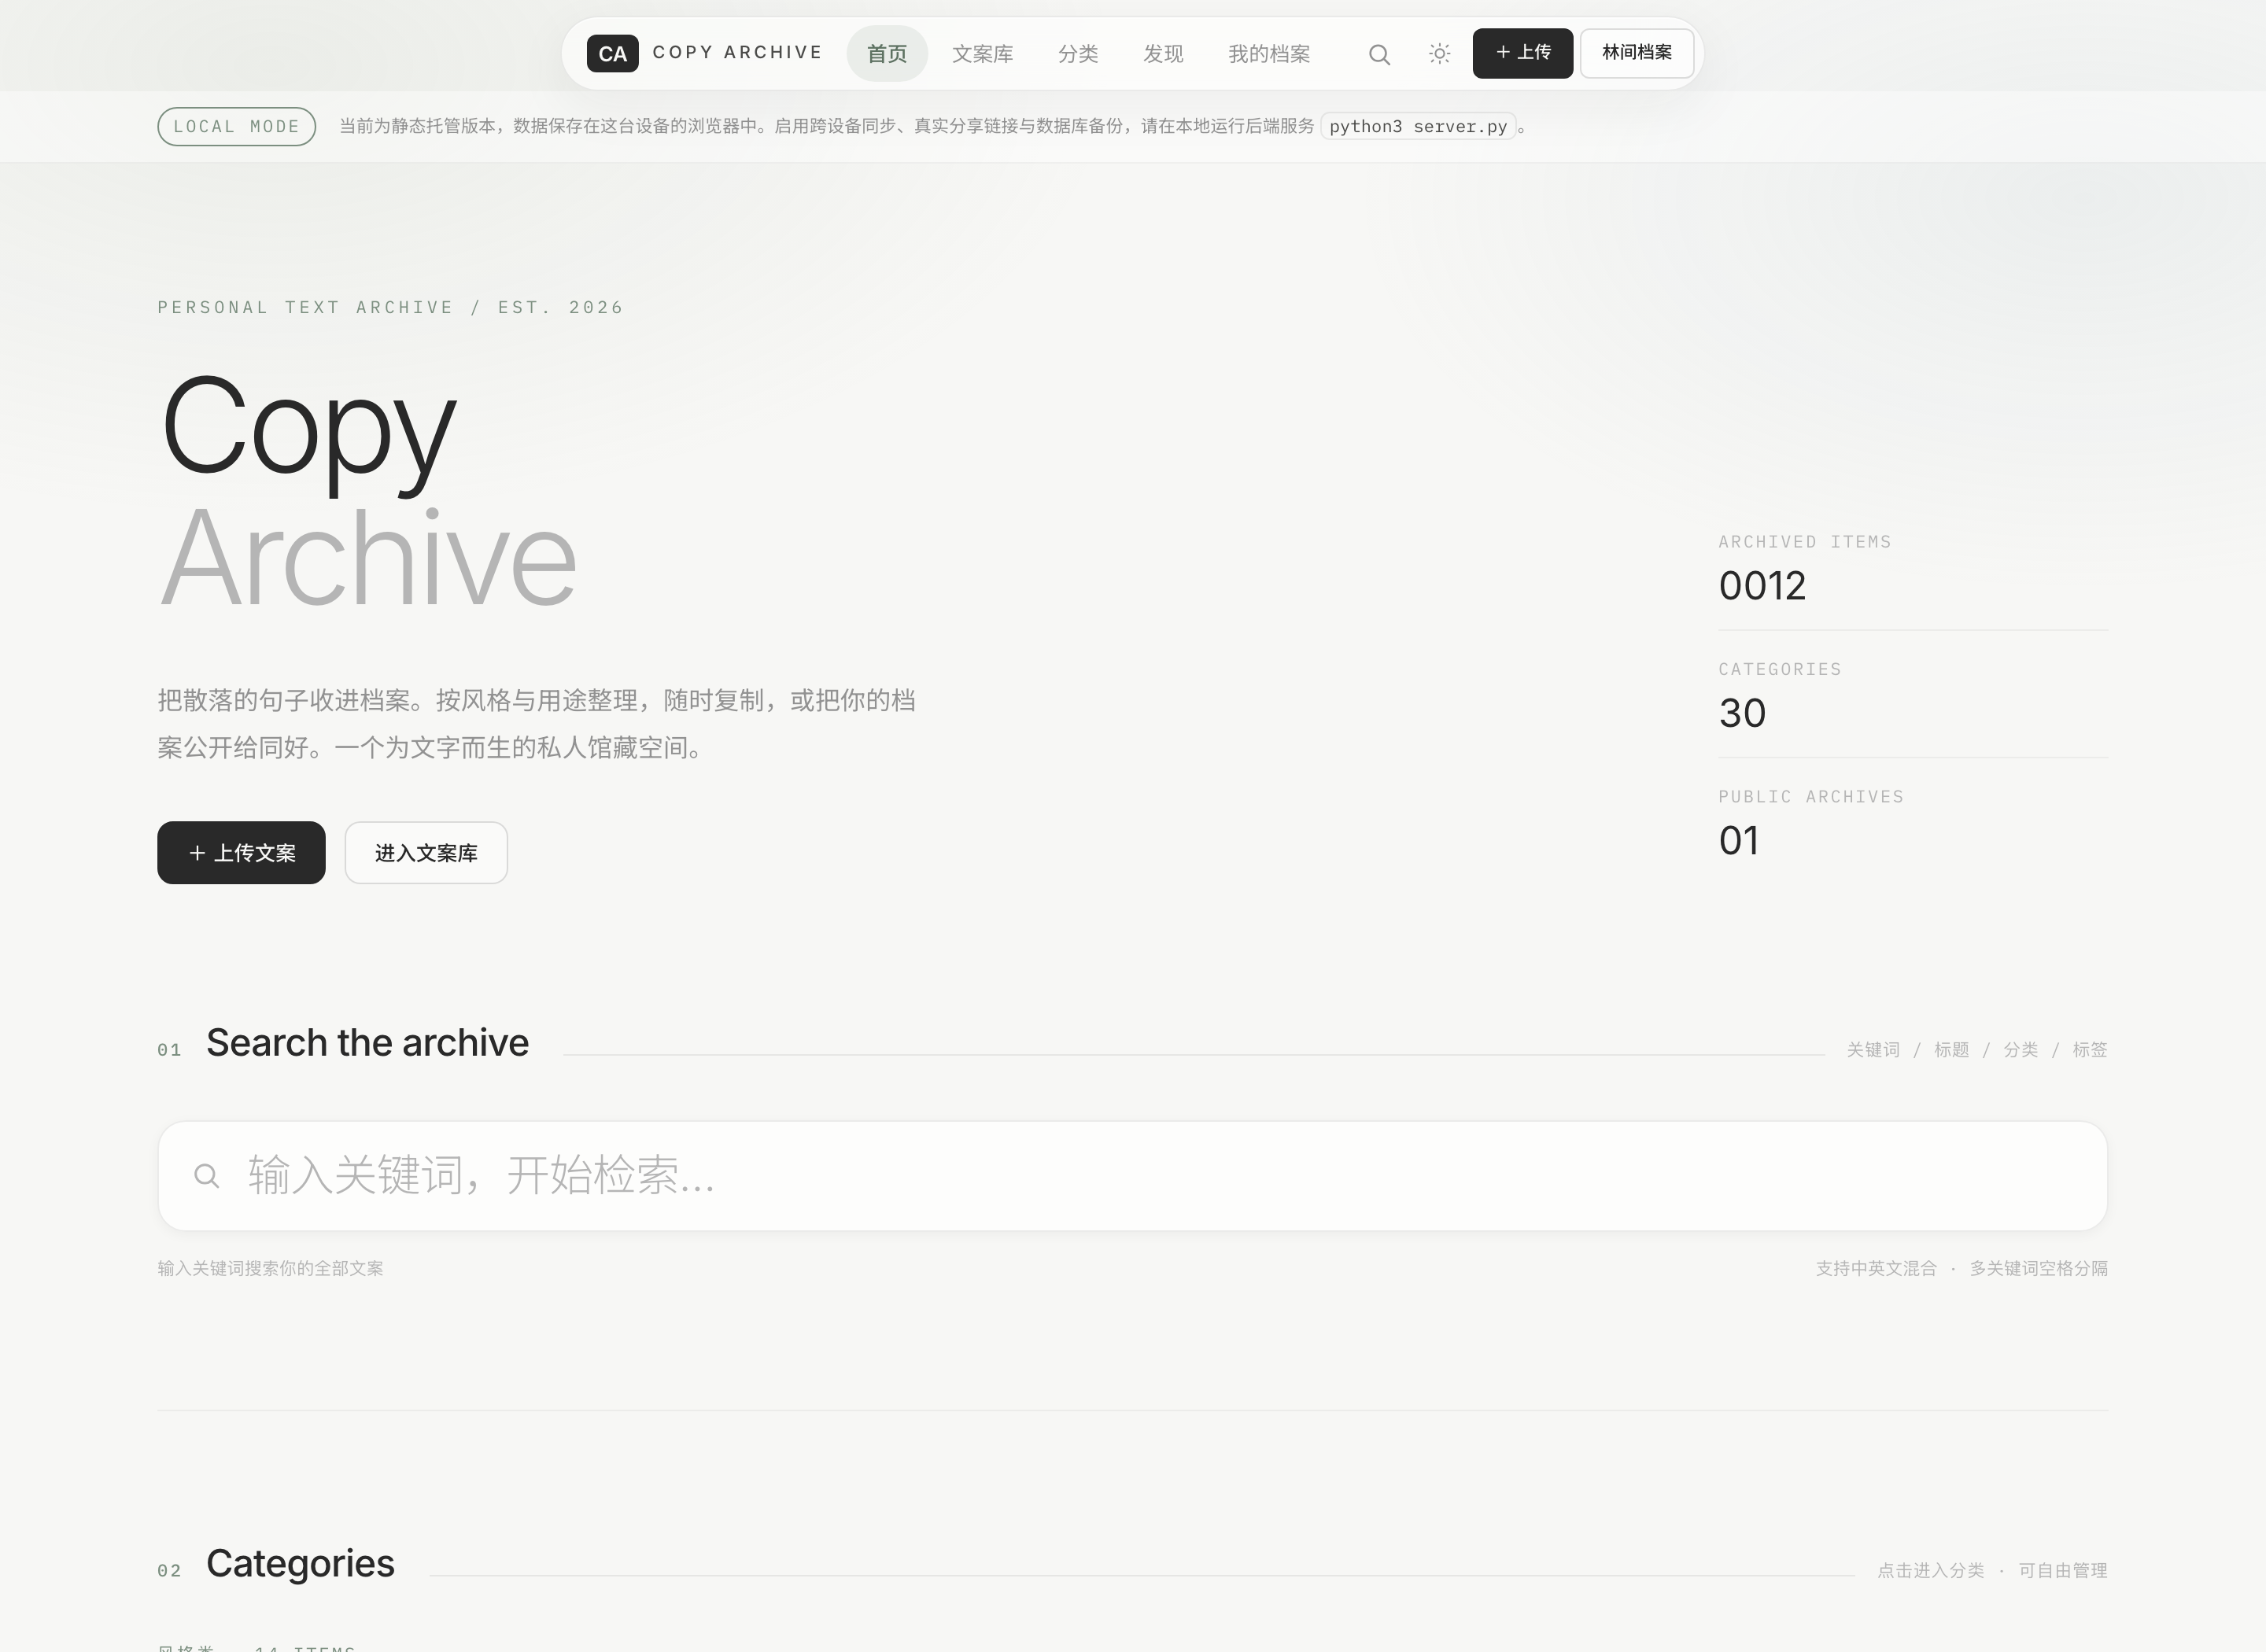 CA COPY ARCHIVE 首页 文案库 分类 发现 我的档案 + 上传 林间档案
LOCAL MODE 当前为静态托管版本，数据保存在这台设备的浏览器中。启用跨设备同步、真实分享链接与数据库备份，请在本地运行后端服务 python3 server.py 。
PERSONAL TEXT ARCHIVE / EST. 2026
Copy
Archive
把散落的句子收进档案。按风格与用途整理，随时复制，或把你的档
案公开给同好。一个为文字而生的私人馆藏空间。
+ 上传文案 进入文案库
ARCHIVED ITEMS
0012
CATEGORIES
30
PUBLIC ARCHIVES
01
01 Search the archive 关键词 / 标题 / 分类 / 标签
输入关键词，开始检索...
输入关键词搜索你的全部文案 支持中英文混合 · 多关键词空格分隔
02 Categories 点击进入分类 · 可自由管理
风格类 14 ITEMS